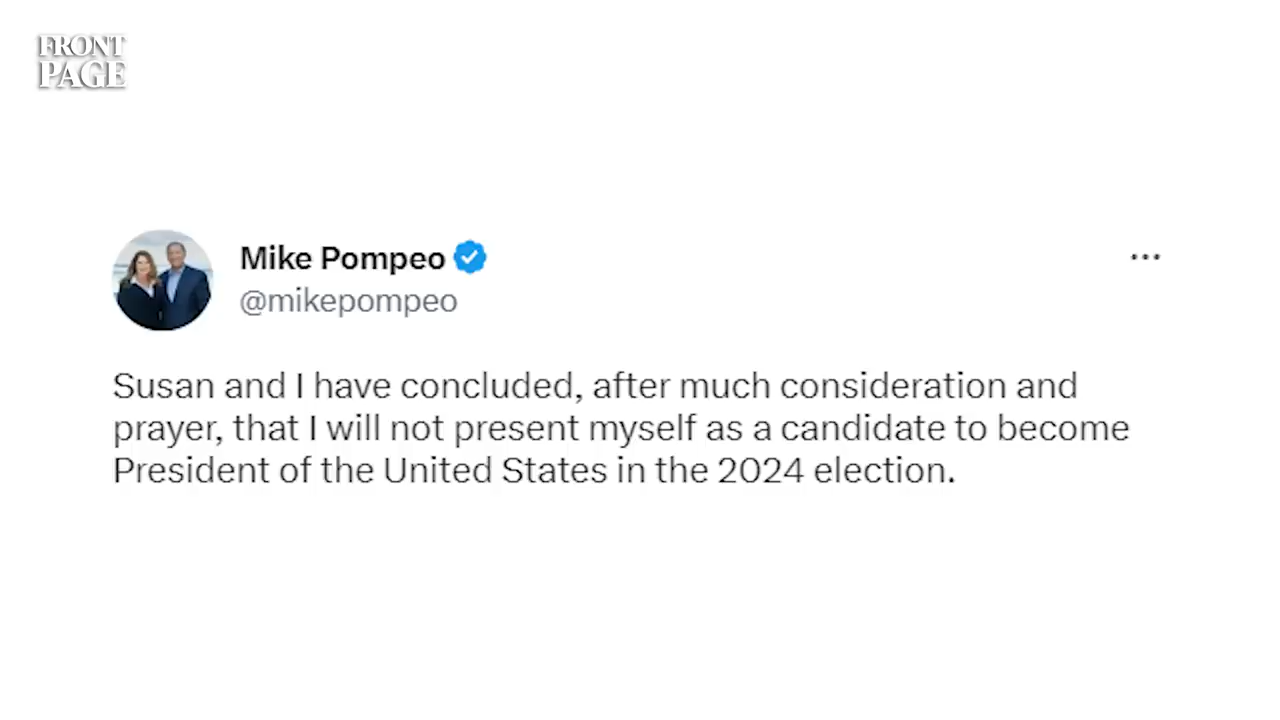 FRONT
PAGE
Mike Pompeo
@mikepompeo
Susan and I have concluded, after much consideration and
prayer, that I will not present myself as a candidate to become
President of the United States in the 2024 election.